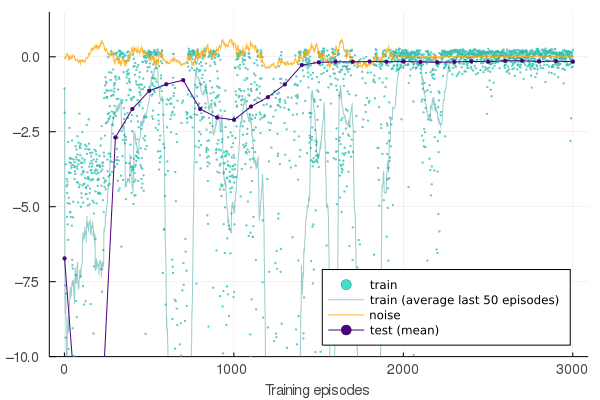 0.0
−2.5
−5.0
−7.5
−10.0
train
train (average last 50 episodes)
noise
test (mean)
0 1000 2000 3000
Training episodes